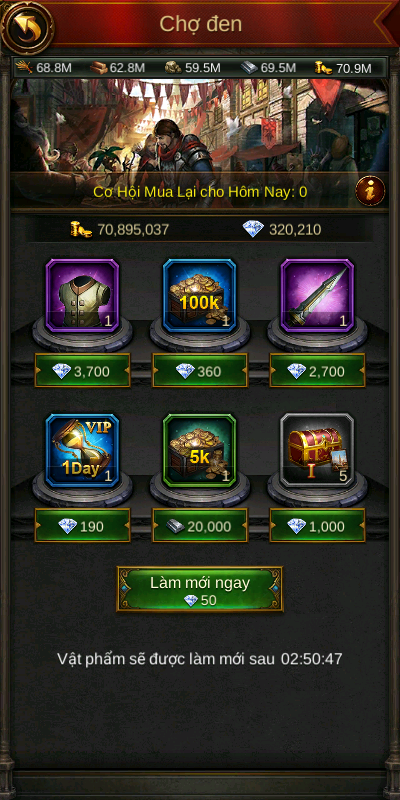 Chợ đen
68.8M 62.8M 59.5M 69.5M 70.9M
Cơ Hội Mua Lại cho Hôm Nay: 0
70,895,037 320,210
1 100k 1 1
3,700 360 2,700
VIP
1Day 1 5k 1 I 5
190 20,000 1,000
Làm mới ngay
50
Vật phẩm sẽ được làm mới sau 02:50:47